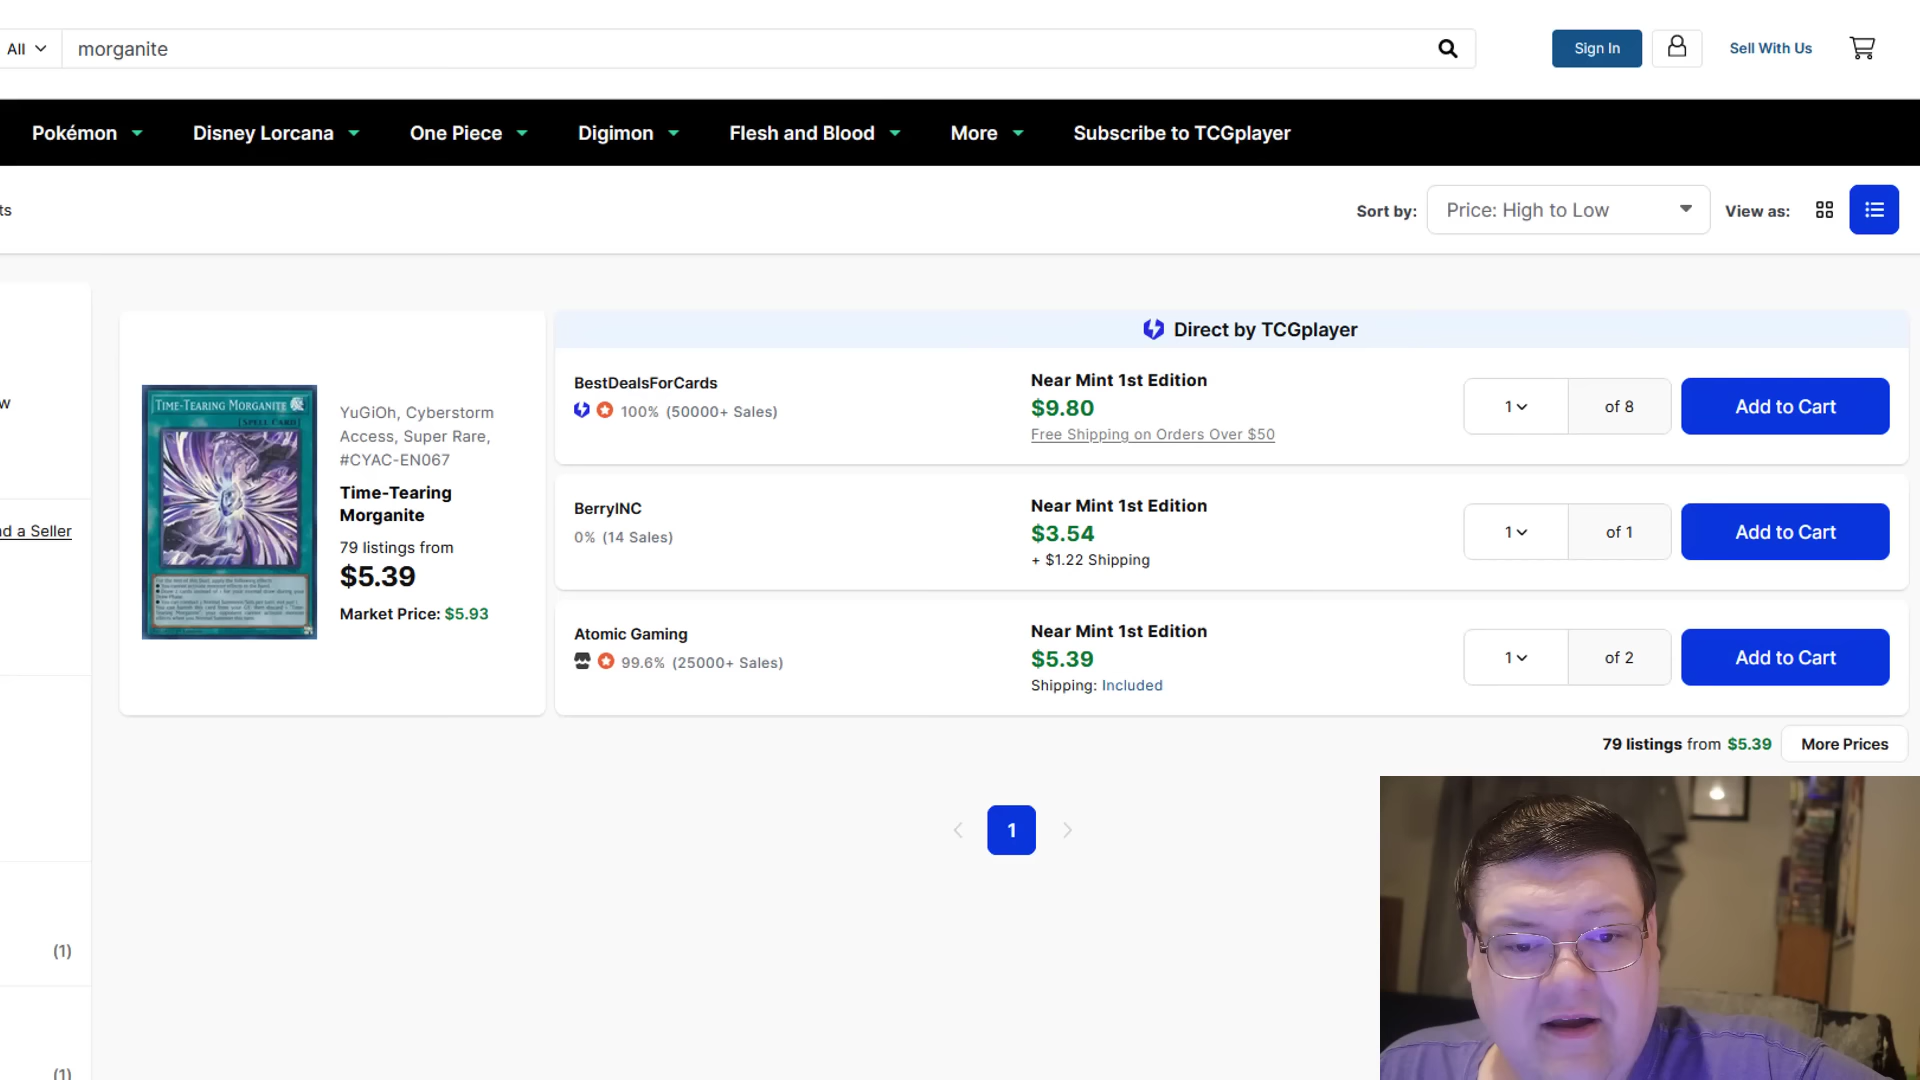 All
morganite
Sign In
Sell With Us
Pokémon
Disney Lorcana
One Piece
Digimon
Flesh and Blood
More
Subscribe to TCGplayer
ts
Sort by:
Price: High to Low
View as:
w
nd a Seller
(1)
(1)
TIME-TEARING MORGANITE
[SPELL CARD]
YuGiOh, Cyberstorm
Access, Super Rare,
#CYAC-EN067
Time-Tearing
Morganite
79 listings from
$5.39
Market Price: $5.93
Direct by TCGplayer
BestDealsForCards
100% (50000+ Sales)
Near Mint 1st Edition
$9.80
Free Shipping on Orders Over $50
1
of 8
Add to Cart
BerryINC
0% (14 Sales)
Near Mint 1st Edition
$3.54
+ $1.22 Shipping
1
of 1
Add to Cart
Atomic Gaming
99.6% (25000+ Sales)
Near Mint 1st Edition
$5.39
Shipping: Included
1
of 2
Add to Cart
79 listings from $5.39
More Prices
1